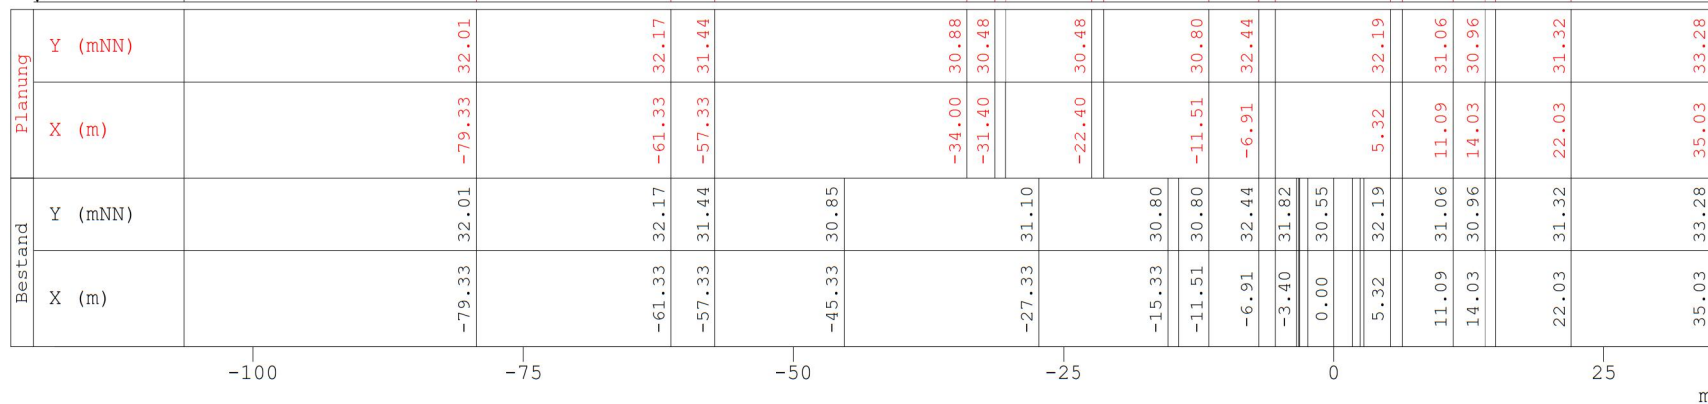 Planung
Y (mNN) 32.01 32.17 31.44 30.88 30.48 30.48 30.80 32.44 32.19 31.06 30.96 31.32 33.28
X (m) -79.33 -61.33 -57.33 -34.00 -31.40 -22.40 -11.51 -6.91 5.32 11.09 14.03 22.03 35.03
Bestand
Y (mNN) 32.01 32.17 31.44 30.85 31.10 30.80 30.80 32.44 31.82 30.55 32.19 31.06 30.96 31.32 33.28
X (m) -79.33 -61.33 -57.33 -45.33 -27.33 -15.33 -11.51 -6.91 -3.40 0.00 5.32 11.09 14.03 22.03 35.03
-100 -75 -50 -25 0 25
m